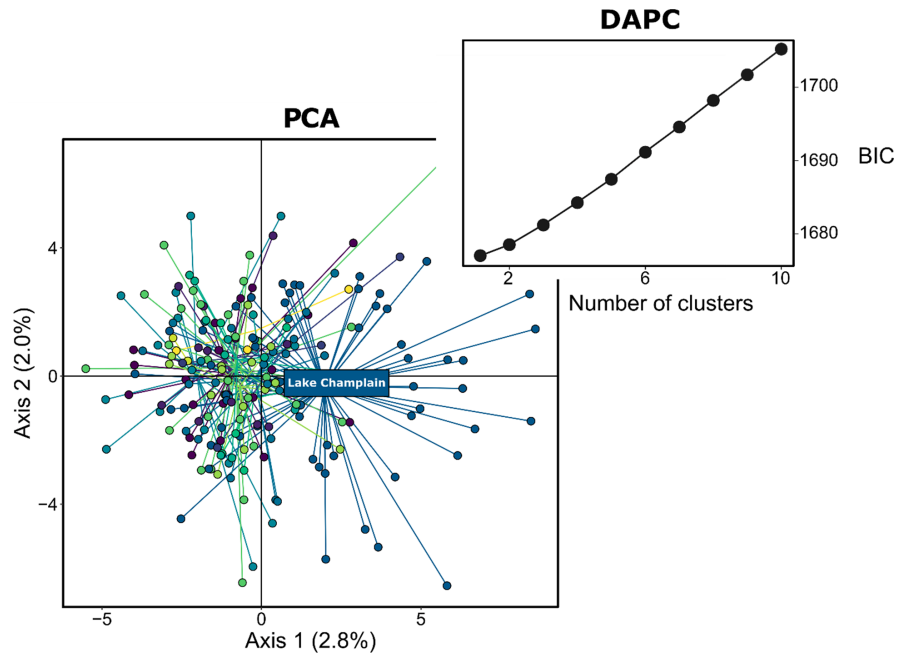 DAPC
1700
1690
1680
BIC
2
6
10
Number of clusters
PCA
4
0
−4
Axis 2 (2.0%)
Lake Champlain
−5
0
5
Axis 1 (2.8%)